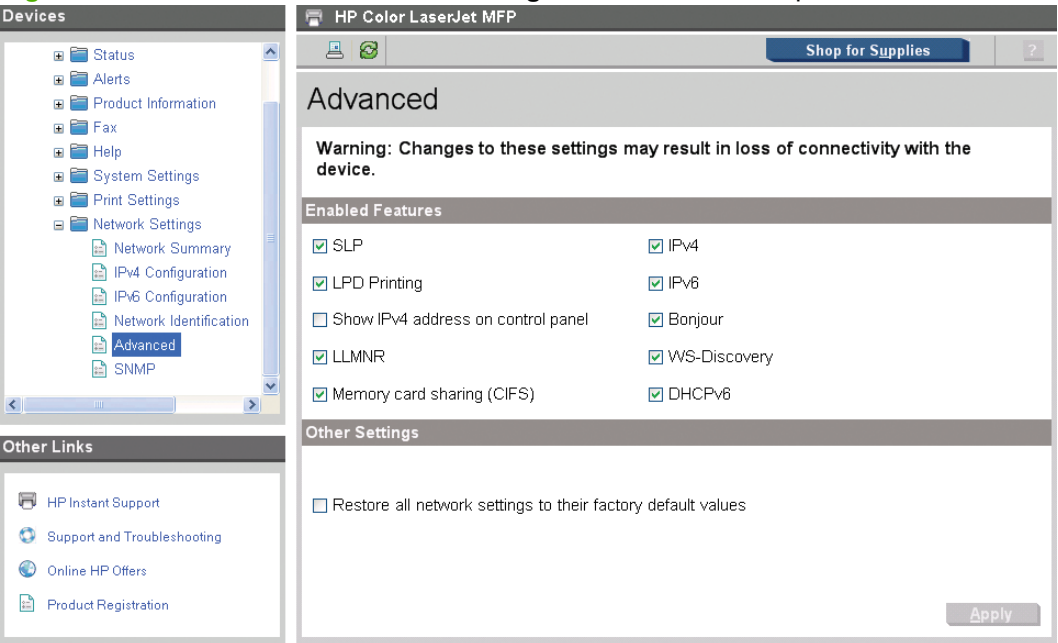 Devices
Status
Alerts
Product Information
Fax
Help
System Settings
Print Settings
Network Settings
Network Summary
IPv4 Configuration
IPv6 Configuration
Network Identification
Advanced
SNMP
Other Links
HP Instant Support
Support and Troubleshooting
Online HP Offers
Product Registration
HP Color LaserJet MFP
Shop for Supplies
?
Advanced
Warning: Changes to these settings may result in loss of connectivity with the
device.
Enabled Features
SLP
IPv4
LPD Printing
IPv6
Show IPv4 address on control panel
Bonjour
LLMNR
WS-Discovery
Memory card sharing (CIFS)
DHCPv6
Other Settings
Restore all network settings to their factory default values
Apply